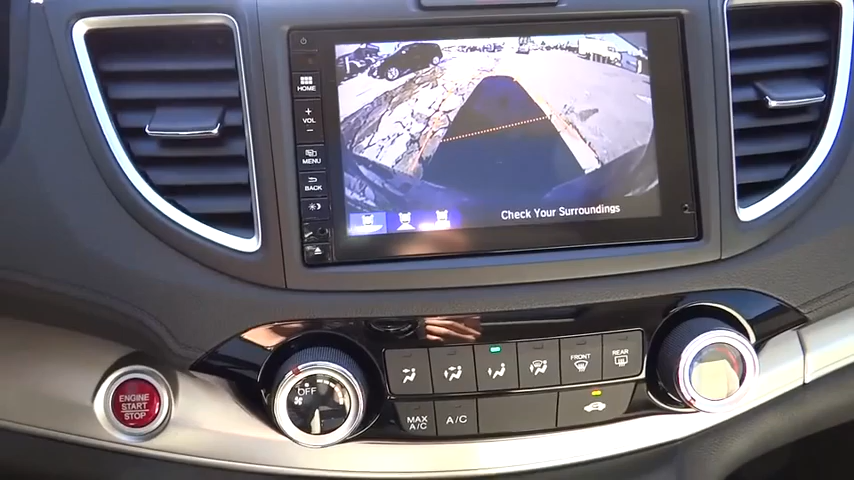 HOME
VOL
MENU
BACK
Check Your Surroundings
OFF
FRONT
REAR
MAX
A/C
A/C
ENGINE
START
STOP